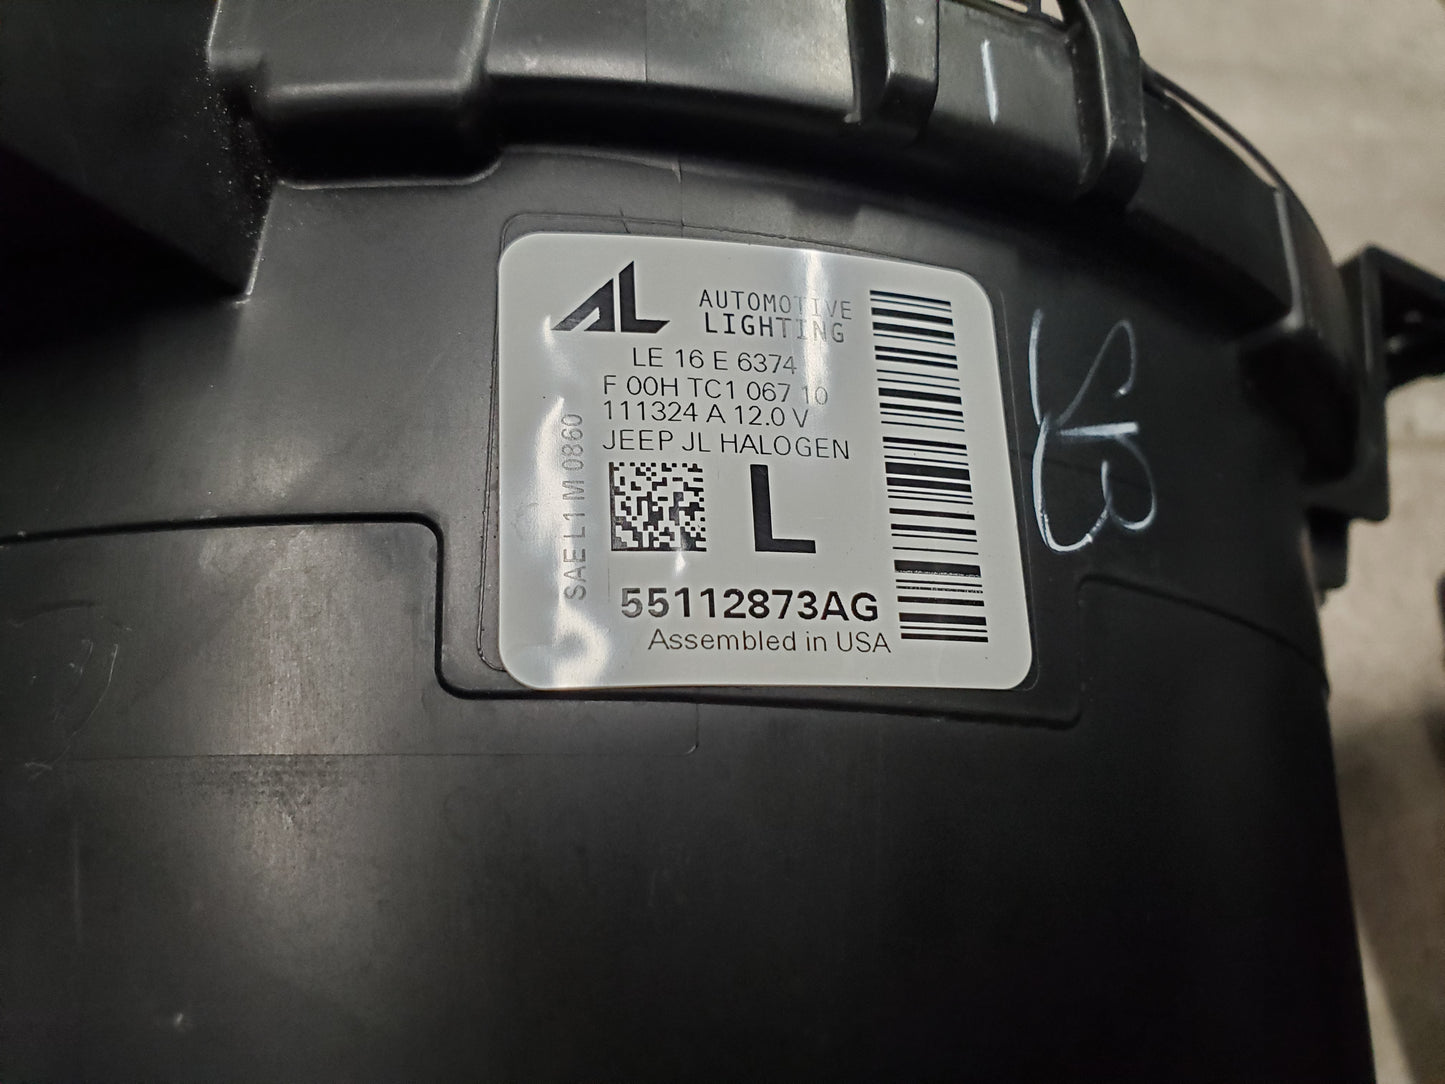 AL
AUTOMOTIVE
LIGHTING
LE 16 E 6374
F 00H TC1 067 10
111324 A 12.0 V
JEEP JL HALOGEN
SAE L1 M 0860
L
55112873AG
Assembled in USA